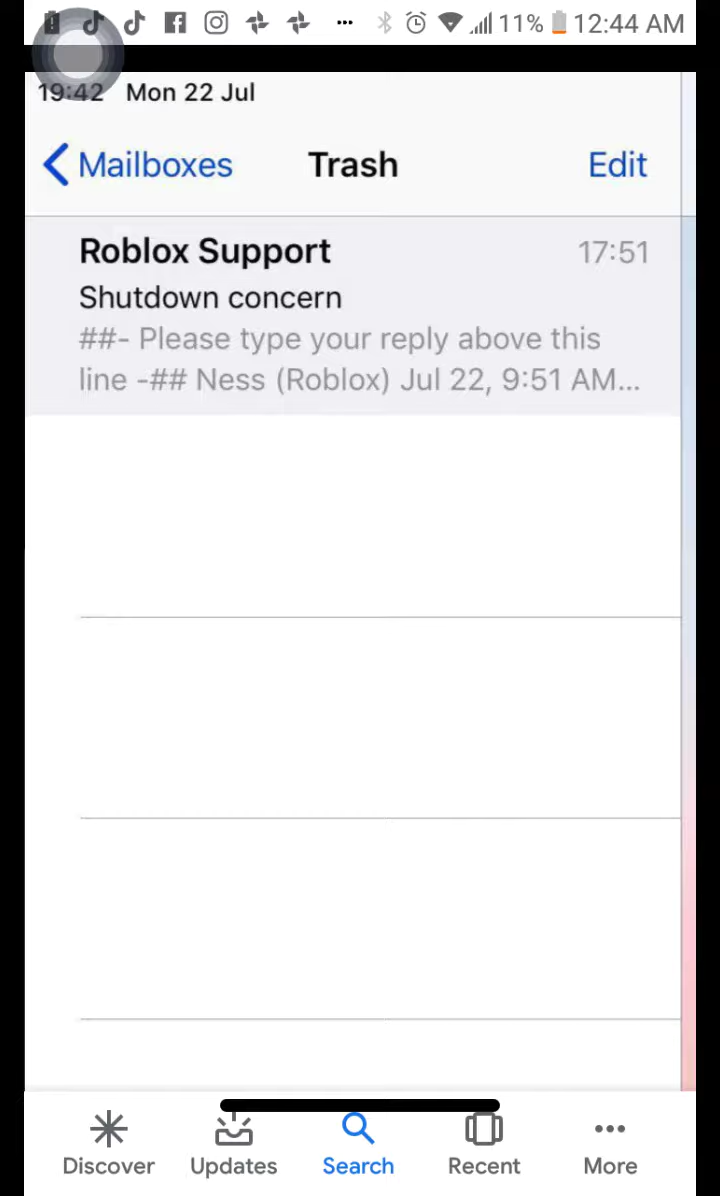 11% 12:44 AM
19:42 Mon 22 Jul
Mailboxes Trash Edit
Roblox Support 17:51
Shutdown concern
##- Please type your reply above this
line -## Ness (Roblox) Jul 22, 9:51 AM...
Discover Updates Search Recent More